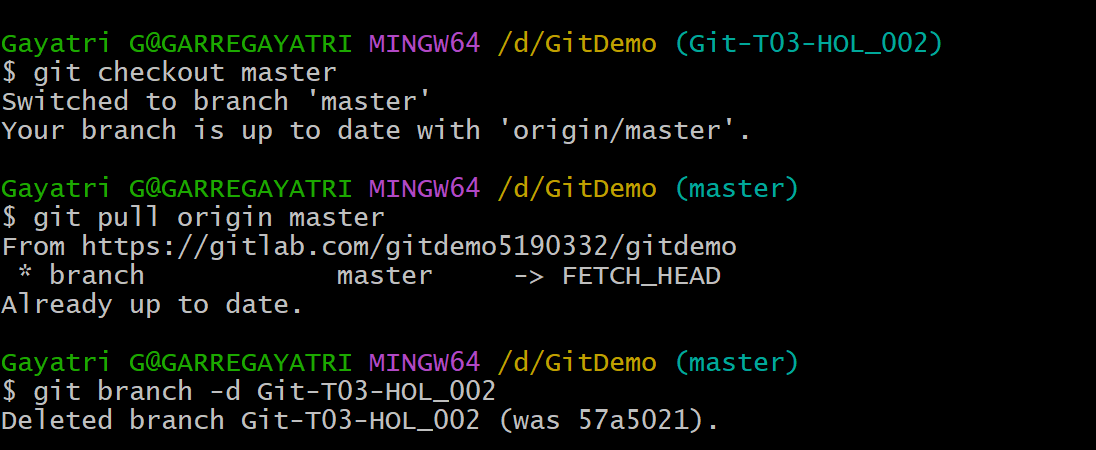 Gayatri G@GARREGAYATRI MINGW64 /d/GitDemo (Git-T03-HOL_002)
$ git checkout master
Switched to branch 'master'
Your branch is up to date with 'origin/master'.
Gayatri G@GARREGAYATRI MINGW64 /d/GitDemo (master)
$ git pull origin master
From https://gitlab.com/gitdemo5190332/gitdemo
 * branch            master     -> FETCH_HEAD
Already up to date.
Gayatri G@GARREGAYATRI MINGW64 /d/GitDemo (master)
$ git branch -d Git-T03-HOL_002
Deleted branch Git-T03-HOL_002 (was 57a5021).